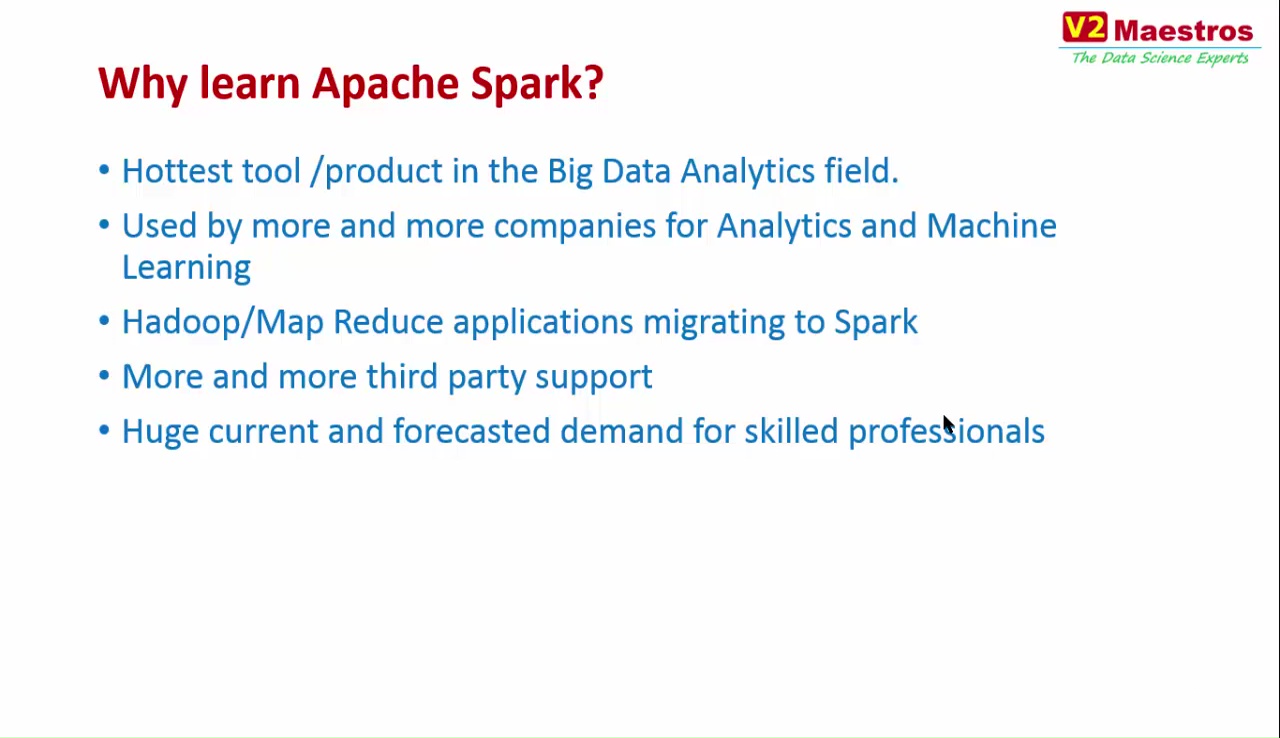 V2 Maestros
The Data Science Experts
Why learn Apache Spark?
• Hottest tool /product in the Big Data Analytics field.
• Used by more and more companies for Analytics and Machine
Learning
• Hadoop/Map Reduce applications migrating to Spark
• More and more third party support
• Huge current and forecasted demand for skilled professionals